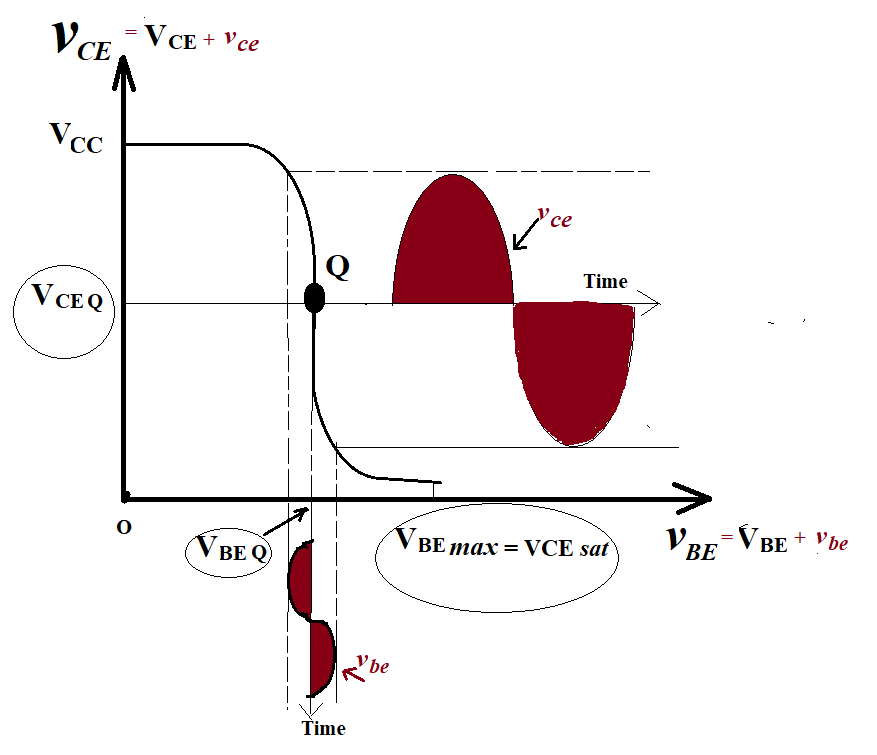 vCE = VCE + vce
VCC
Q
vce
Time
VCE Q
O
VBE Q
VBE max = VCE sat
vBE = VBE + vbe
vbe
Time